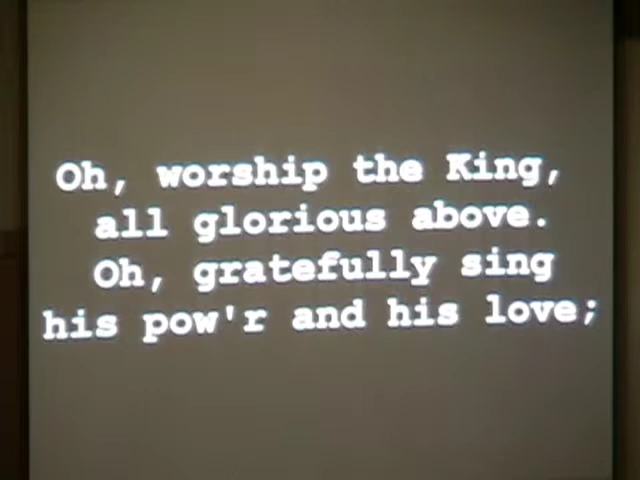 Oh, worship the King,
all glorious above.
Oh, gratefully sing
his pow'r and his love;